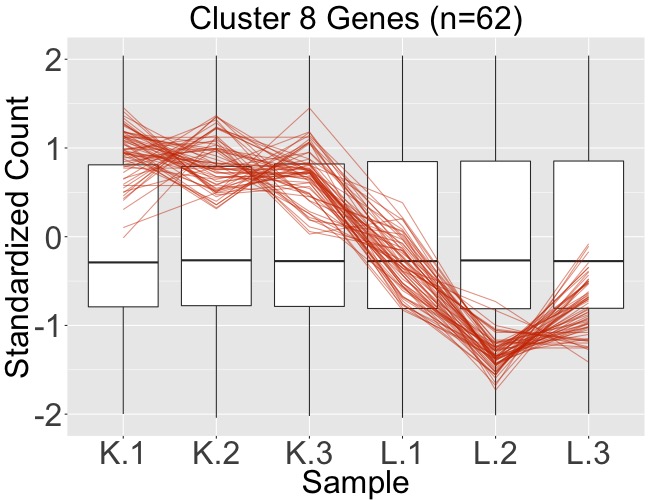 Cluster 8 Genes (n=62)
Standardized Count
2
1
0
-1
-2
K.1 K.2 K.3 L.1 L.2 L.3
Sample